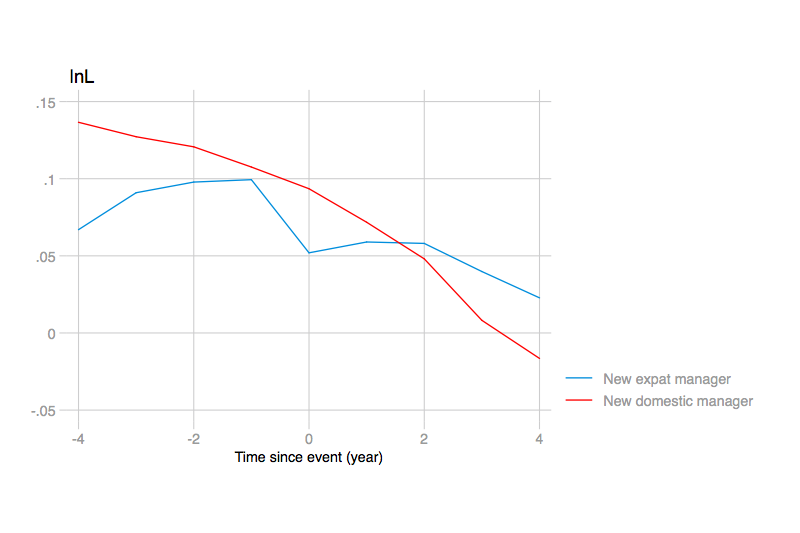 lnL
.15
.1
.05
0
-.05
-4 -2 0 2 4
Time since event (year)
New expat manager
New domestic manager